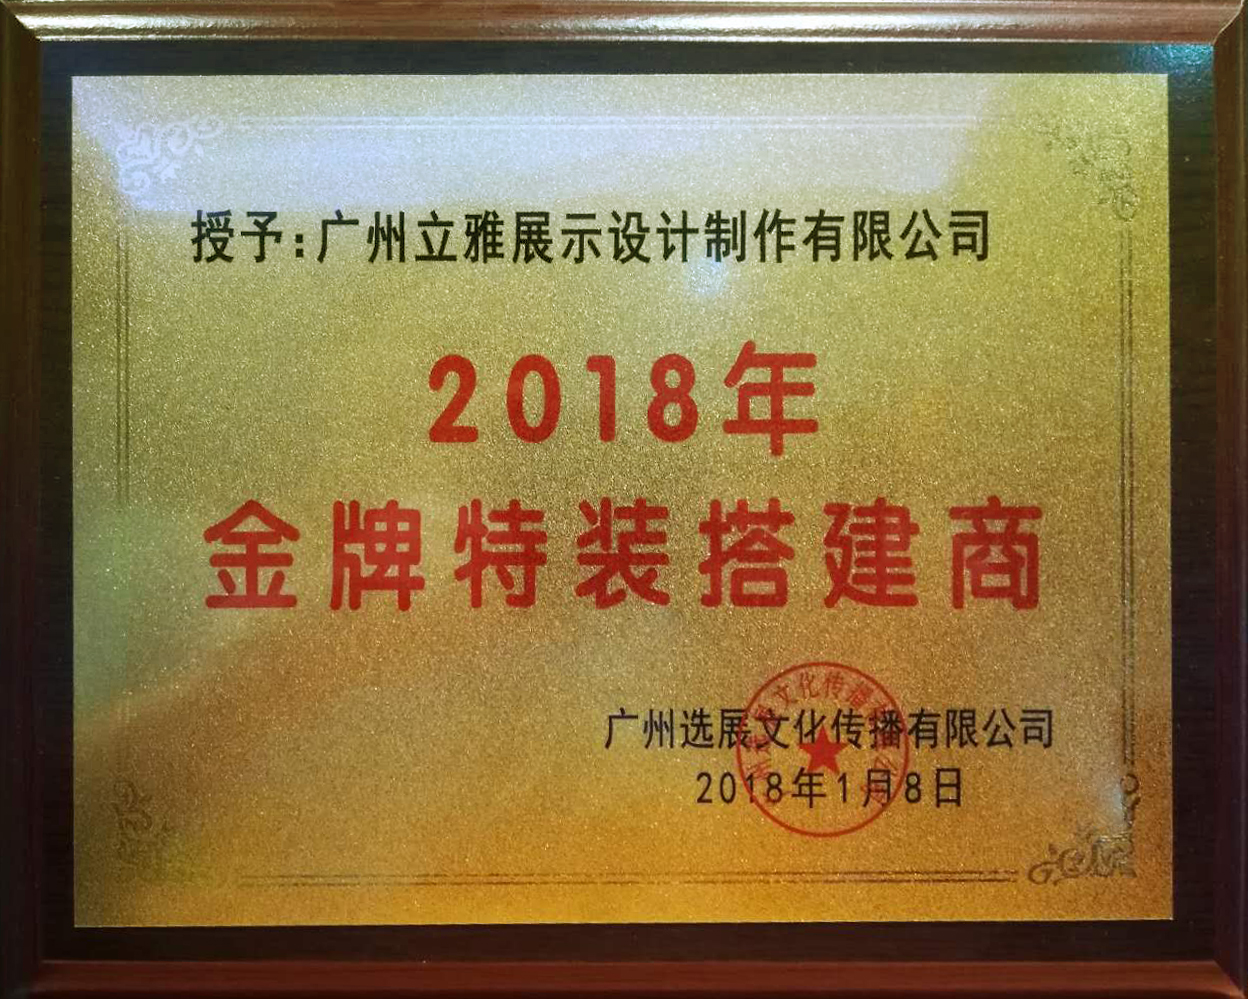 授予:广州立雅展示设计制作有限公司
2018年
金牌特装搭建商
广州选展文化传播有限公司
2018年1月8日